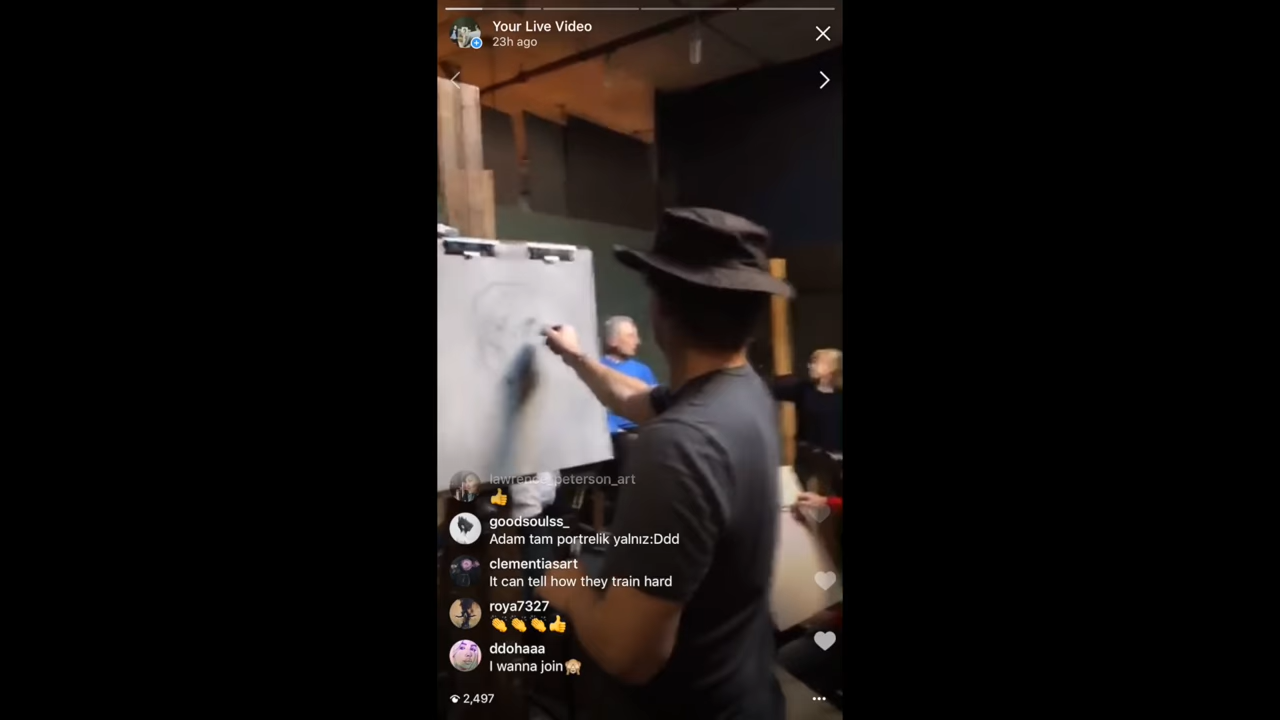 Your Live Video
23h ago
lawrence_peterson_art
👍
goodsoulss_
Adam tam portrelik yalnız:Ddd
clementiasart
It can tell how they train hard
roya7327
👏👏👏👍
ddohaaa
I wanna join🙈
2,497